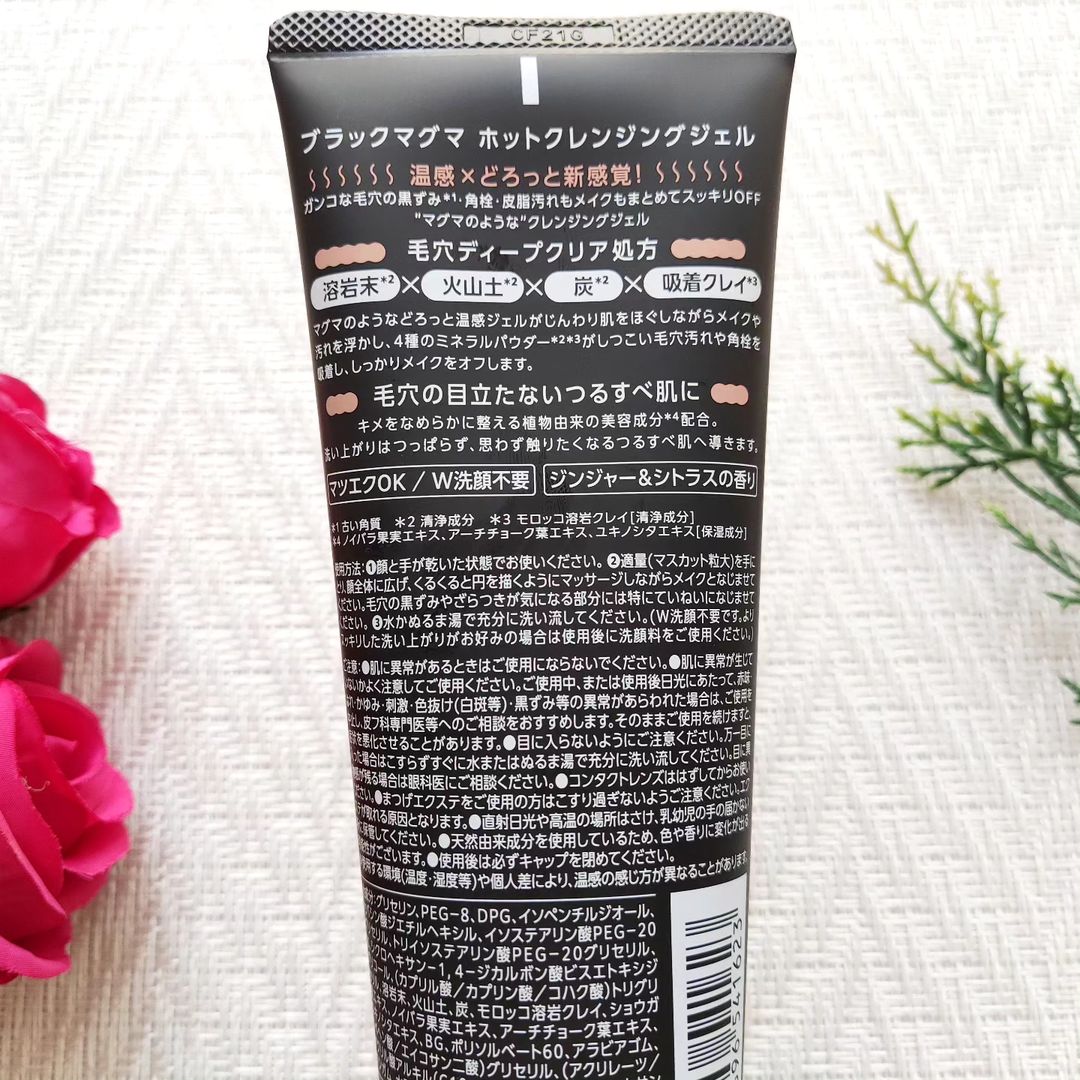 CF21G
ブラックマグマ ホットクレンジングジェル
温感×どろっと新感覚!
ガンコな毛穴の黒ずみ*1・角栓・皮脂汚れもメイクもまとめてスッキリOFF
"マグマのような"クレンジングジェル
毛穴ディープクリア処方
溶岩末*2×火山土*2×炭*2×吸着クレイ*3
マグマのようなどろっと温感ジェルがじんわり肌をほぐしながらメイクや
汚れを浮かし、4種のミネラルパウダー*2*3がしつこい毛穴汚れや角栓を
吸着し、しっかりメイクをオフします。
毛穴の目立たないつるすべ肌に
キメをなめらかに整える植物由来の美容成分*4配合。
洗い上がりはつっぱらず、思わず触りたくなるつるすべ肌へ導きます。
マツエクOK / W洗顔不要 ジンジャー&シトラスの香り
*1 古い角質 *2 清浄成分 *3 モロッコ溶岩クレイ[清浄成分]
*4 ノイバラ果実エキス、アーチチョーク葉エキス、ユキノシタエキス[保湿成分]
使用方法:❶顔と手が乾いた状態でお使いください。❷適量(マスカット粒大)を手に
とり、顔全体に広げ、くるくると円を描くようにマッサージしながらメイクとなじませて
ください。毛穴の黒ずみやざらつきが気になる部分には特にていねいになじませて
ください。❸水かぬるま湯で充分に洗い流してください。(W洗顔不要です。より
スッキリした洗い上がりがお好みの場合は使用後に洗顔料をご使用ください。)
ご注意:●肌に異常があるときはご使用にならないでください。●肌に異常が生じて
いないかよく注意してご使用ください。ご使用中、または使用後日光にあたって、赤味・
はれ・かゆみ・刺激・色抜け(白斑等)・黒ずみ等の異常があらわれた場合は、ご使用を
中止し、皮フ科専門医等へのご相談をおすすめします。そのままご使用を続けますと、
症状を悪化させることがあります。●目に入らないようにご注意ください。万一目に
入った場合はこすらずすぐに水またはぬるま湯で充分に洗い流してください。目に異
物感が残る場合は眼科医にご相談ください。●コンタクトレンズははずしてからお使い
ください。●まつげエクステをご使用の方はこすり過ぎないようご注意ください。エク
が取れる原因となります。●直射日光や高温の場所はさけ、乳幼児の手の届かない
保管してください。●天然由来成分を使用しているため、色や香りに変化が出る
可能性がございます。●使用後は必ずキャップを閉めてください。
使用する環境(温度・湿度等)や個人差により、温感の感じ方が異なることがあります。
成分:グリセリン、PEG-8、DPG、イソペンチルジオール、
ジエチルヘキシル、イソステアリン酸PEG-20
セリル、トリイソステアリン酸PEG-20グリセリル、
クロヘキサン-1, 4-ジカルボン酸ビスエトキシジ
コール、(カプリル酸/カプリン酸/コハク酸)トリグリ
溶岩末、火山土、炭、モロッコ溶岩クレイ、ショウガ
ノイバラ果実エキス、アーチチョーク葉エキス、
シタエキス、BG、ポリソルベート60、アラビアゴム、
/エイコサン二酸)グリセリル、(アクリレーツ/
酸アルキル(C10
96541623